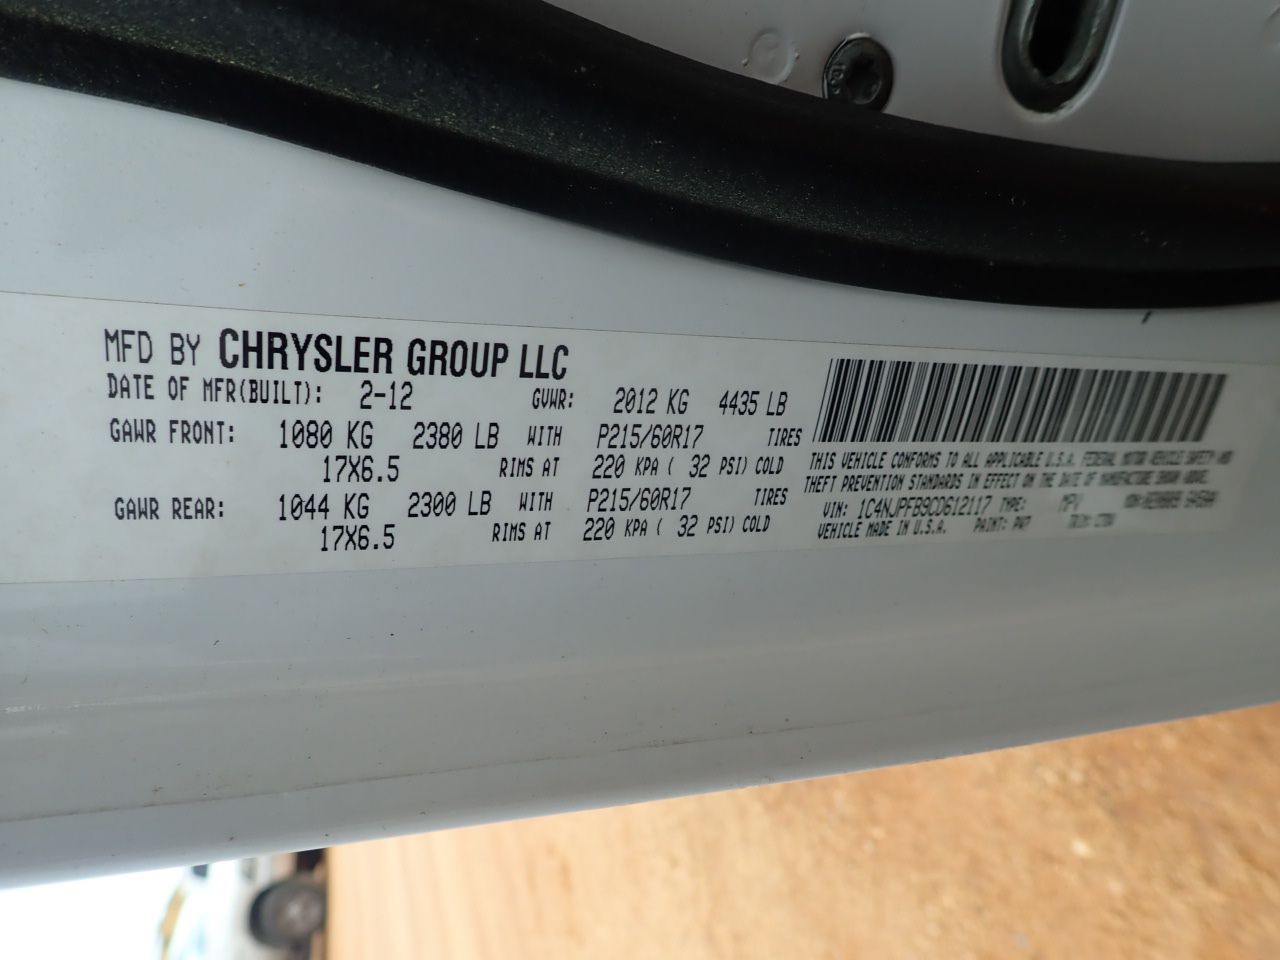 MFD BY CHRYSLER GROUP LLC
DATE OF MFR(BUILT): 2-12 GVWR: 2012 KG 4435 LB
GAWR FRONT: 1080 KG 2380 LB WITH P215/60R17 TIRES
17X6.5 RIMS AT 220 KPA ( 32 PSI) COLD
GAWR REAR: 1044 KG 2300 LB WITH P215/60R17 TIRES
17X6.5 RIMS AT 220 KPA ( 32 PSI) COLD
THIS VEHICLE CONFORMS TO ALL APPLICABLE U.S.A. FEDERAL MOTOR VEHICLE SAFETY AND
THEFT PREVENTION STANDARDS IN EFFECT ON THE DATE OF MANUFACTURE SHOWN ABOVE.
VIN: 1C4NJPFB9CD612117 TYPE: MPV
VEHICLE MADE IN U.S.A. PAINT: PW7 TRIM: